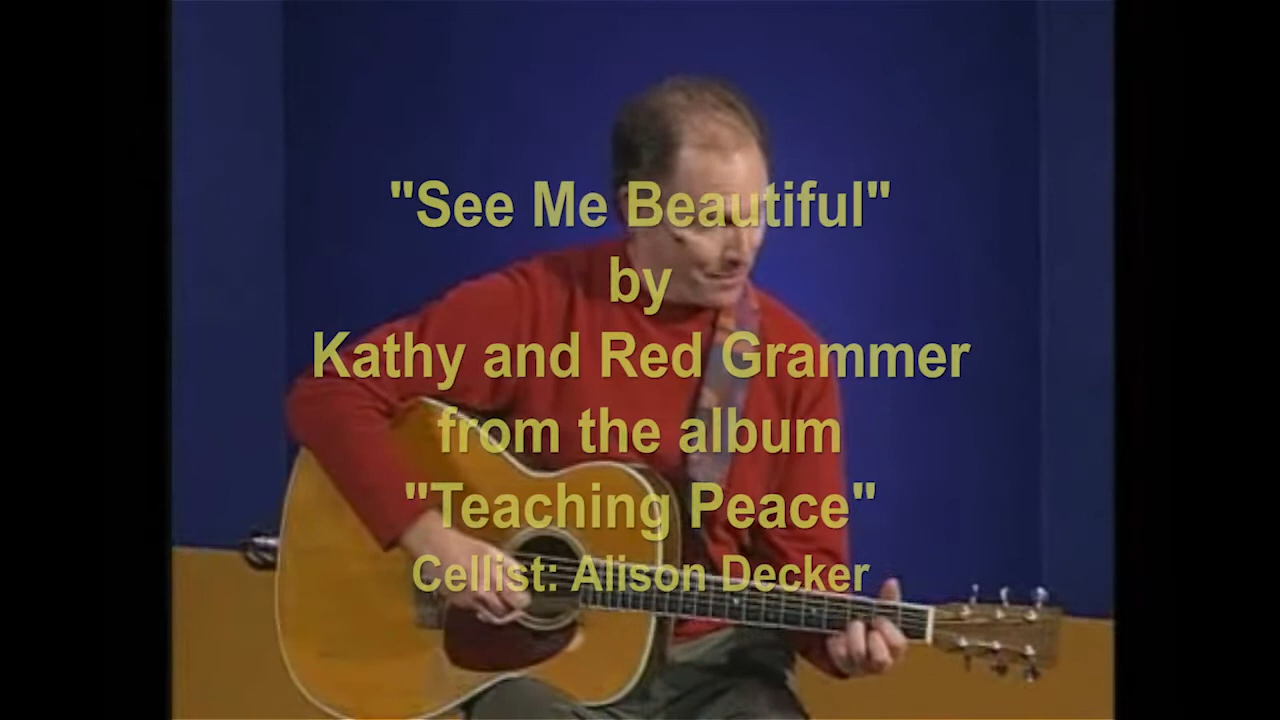 "See Me Beautiful"
by
Kathy and Red Grammer
from the album
"Teaching Peace"
Cellist: Alison Decker